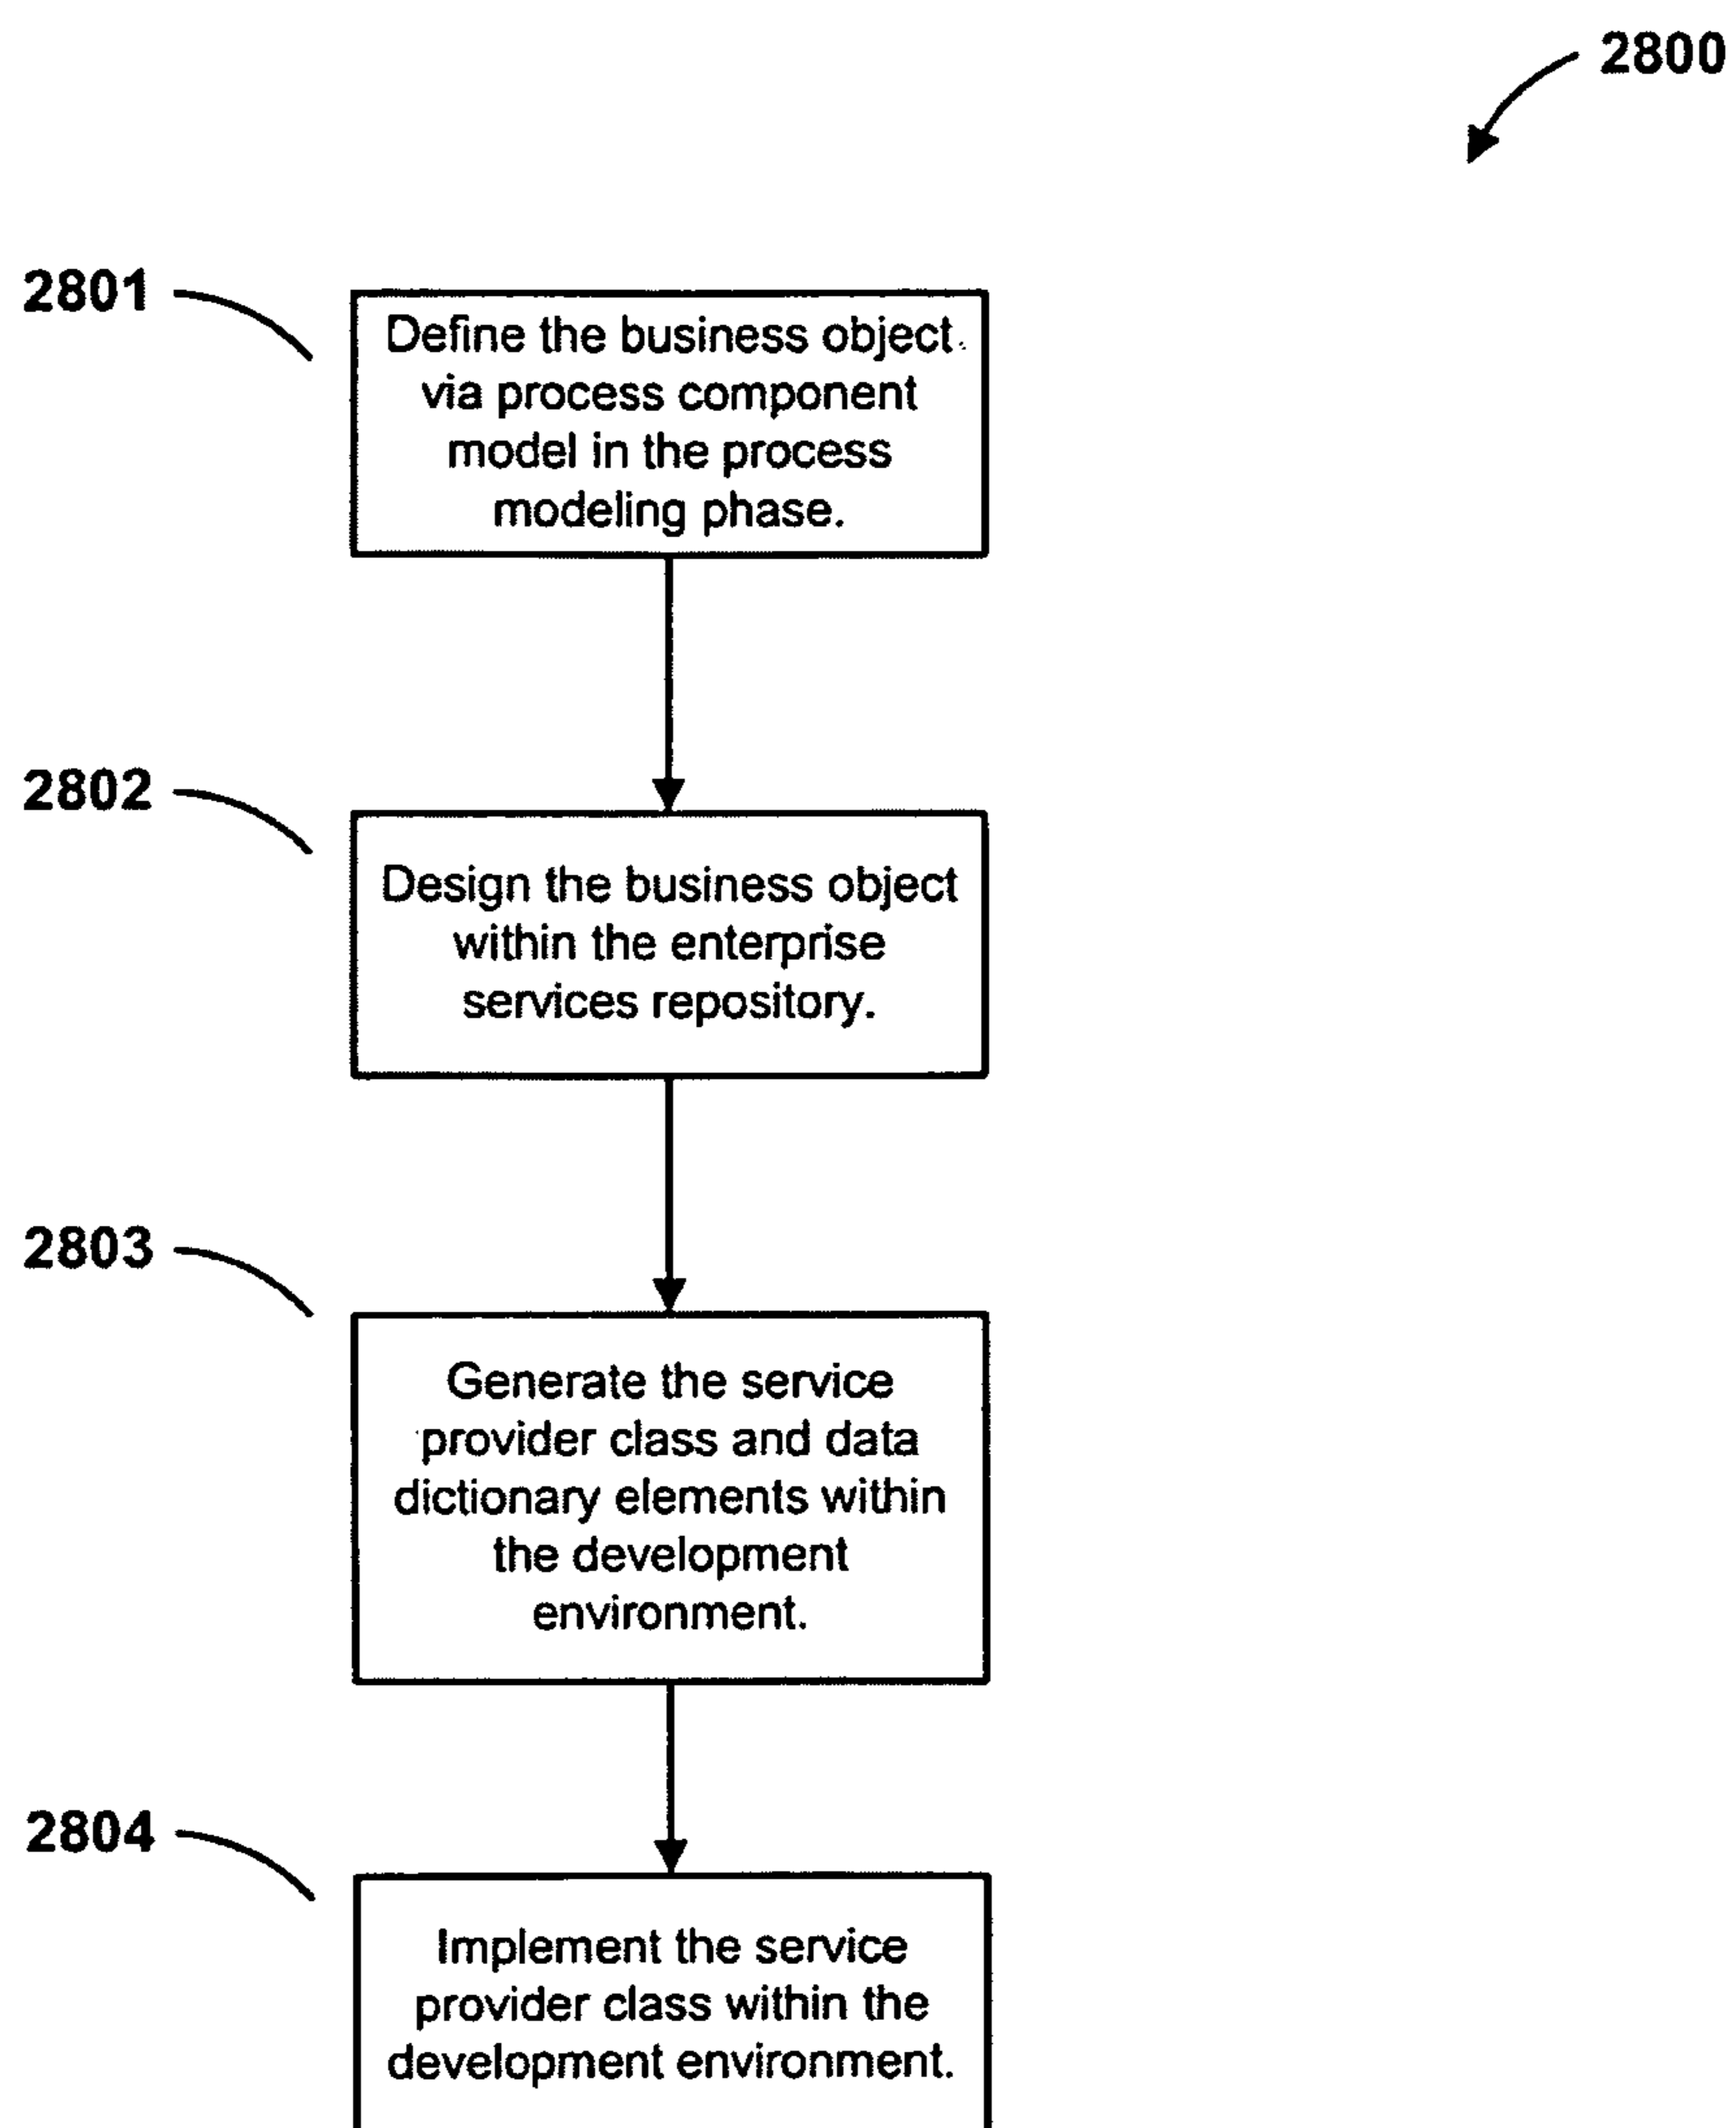 2800
2801
Define the business object
via process component
model in the process
modeling phase.
2802
Design the business object
within the enterprise
services repository.
2803
Generate the service
provider class and data
dictionary elements within
the development
environment.
2804
Implement the service
provider class within the
development environment.